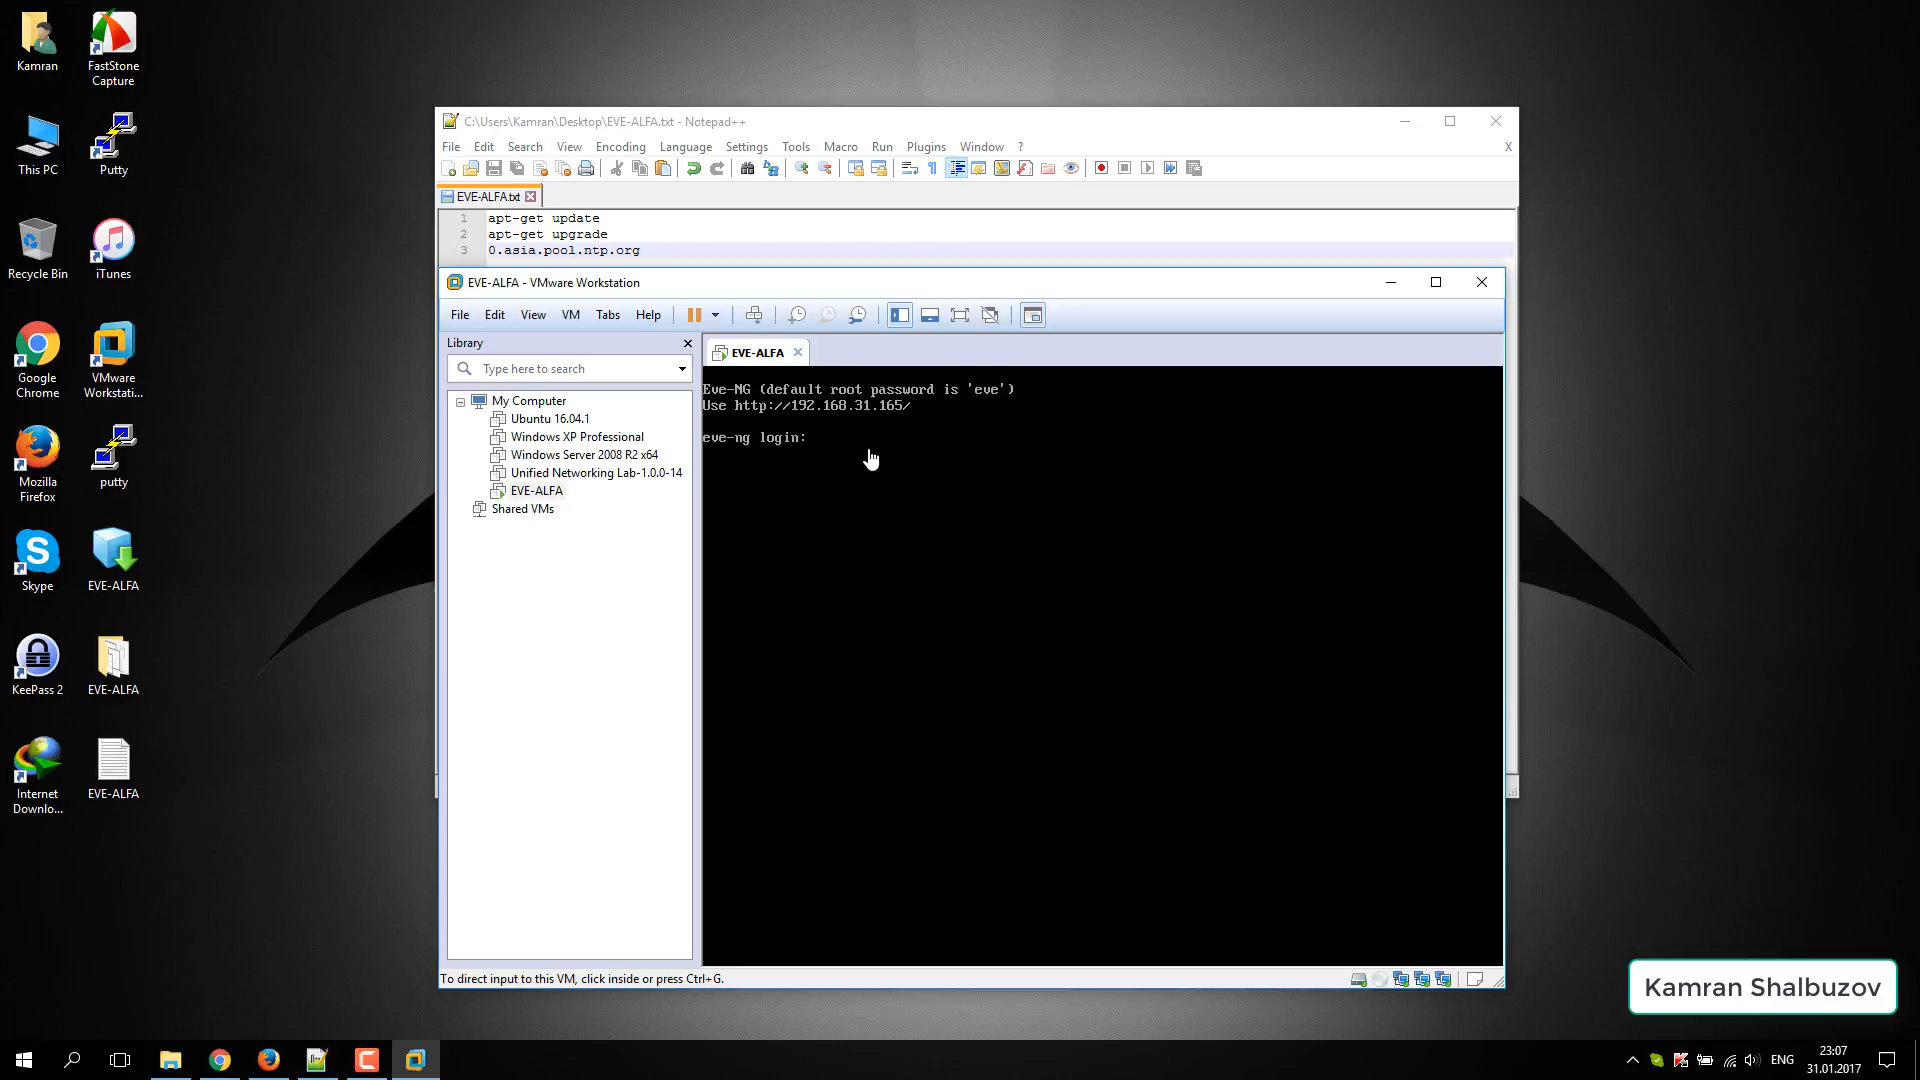 Kamran
FastStone
Capture
This PC
Putty
Recycle Bin
iTunes
Google
Chrome
VMware
Workstati...
Mozilla
Firefox
putty
Skype
EVE-ALFA
KeePass 2
EVE-ALFA
Internet
Downlo...
EVE-ALFA
C:\Users\Kamran\Desktop\EVE-ALFA.txt - Notepad++
File Edit Search View Encoding Language Settings Tools Macro Run Plugins Window ? X
EVE-ALFA.txt
1 apt-get update
2 apt-get upgrade
3 0.asia.pool.ntp.org
EVE-ALFA - VMware Workstation
File Edit View VM Tabs Help
Library
Type here to search
My Computer
Ubuntu 16.04.1
Windows XP Professional
Windows Server 2008 R2 x64
Unified Networking Lab-1.0.0-14
EVE-ALFA
Shared VMs
EVE-ALFA
Eve-NG (default root password is 'eve')
Use http://192.168.31.165/
eve-ng login:
To direct input to this VM, click inside or press Ctrl+G.
Kamran Shalbuzov
ENG
23:07
31.01.2017